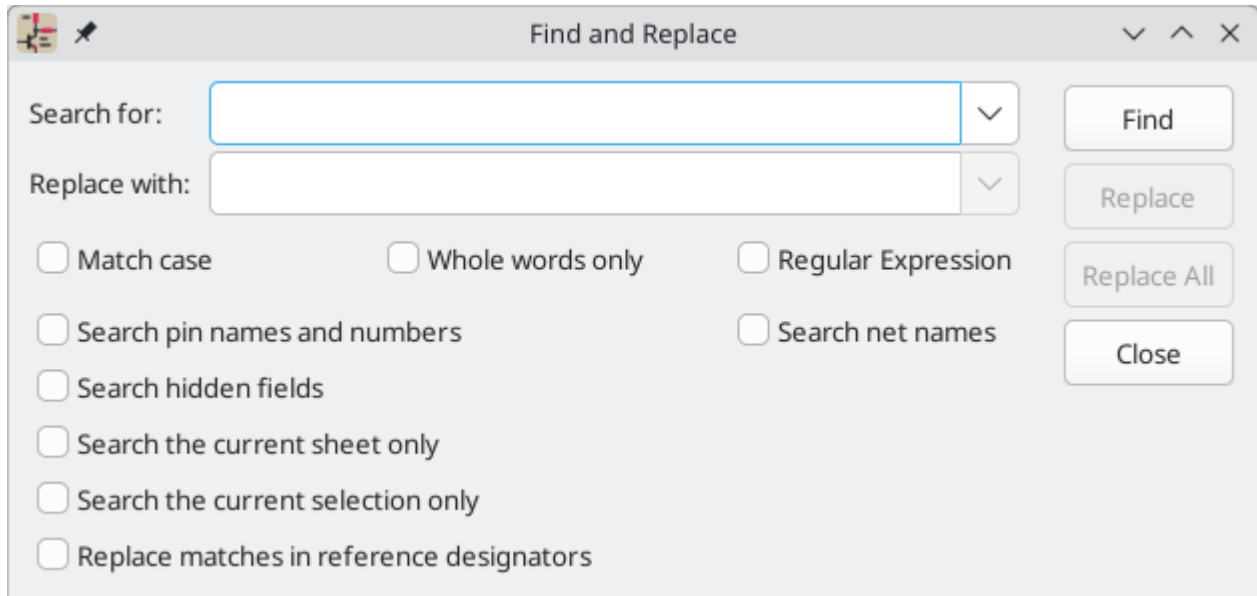 Find and Replace
Search for:
Find
Replace with:
Replace
Match case Whole words only Regular Expression
Replace All
Search pin names and numbers Search net names
Close
Search hidden fields
Search the current sheet only
Search the current selection only
Replace matches in reference designators